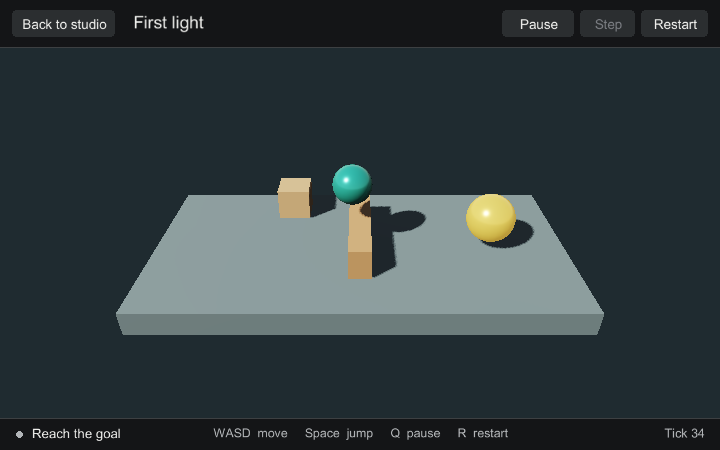 Back to studio First light Pause Step Restart
Reach the goal WASD move Space jump Q pause R restart Tick 34